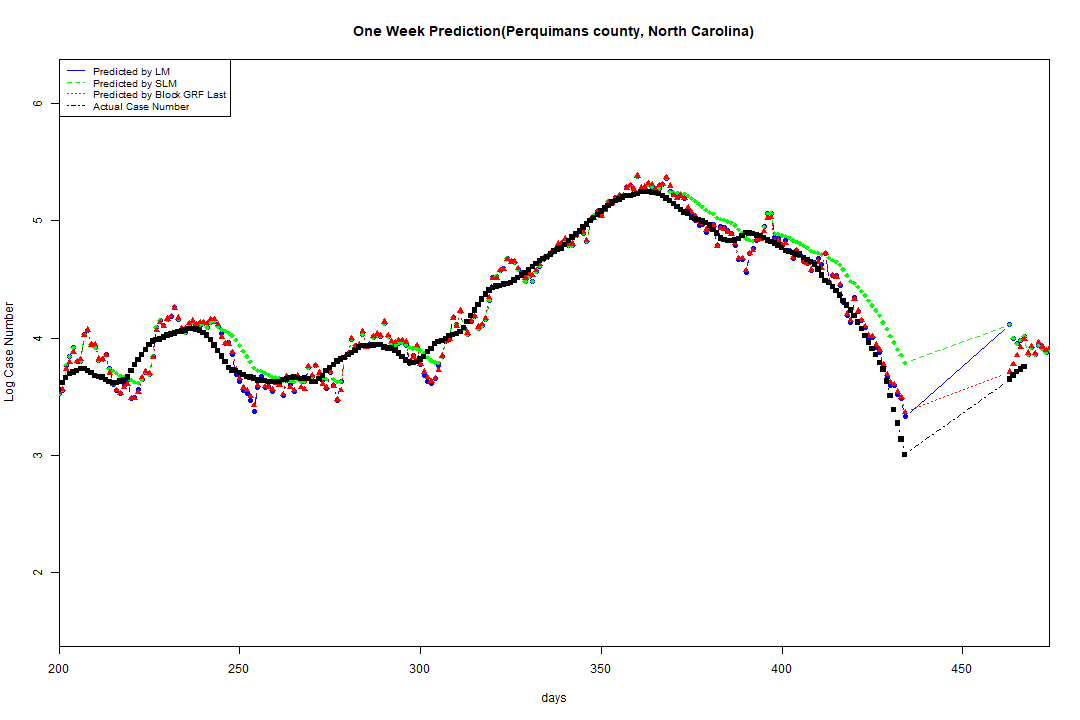 One Week Prediction(Perquimans county, North Carolina)
Predicted by LM
Predicted by SLM
Predicted by Block GRF Last
Actual Case Number
6
5
4
3
2
Log Case Number
200 250 300 350 400 450
days